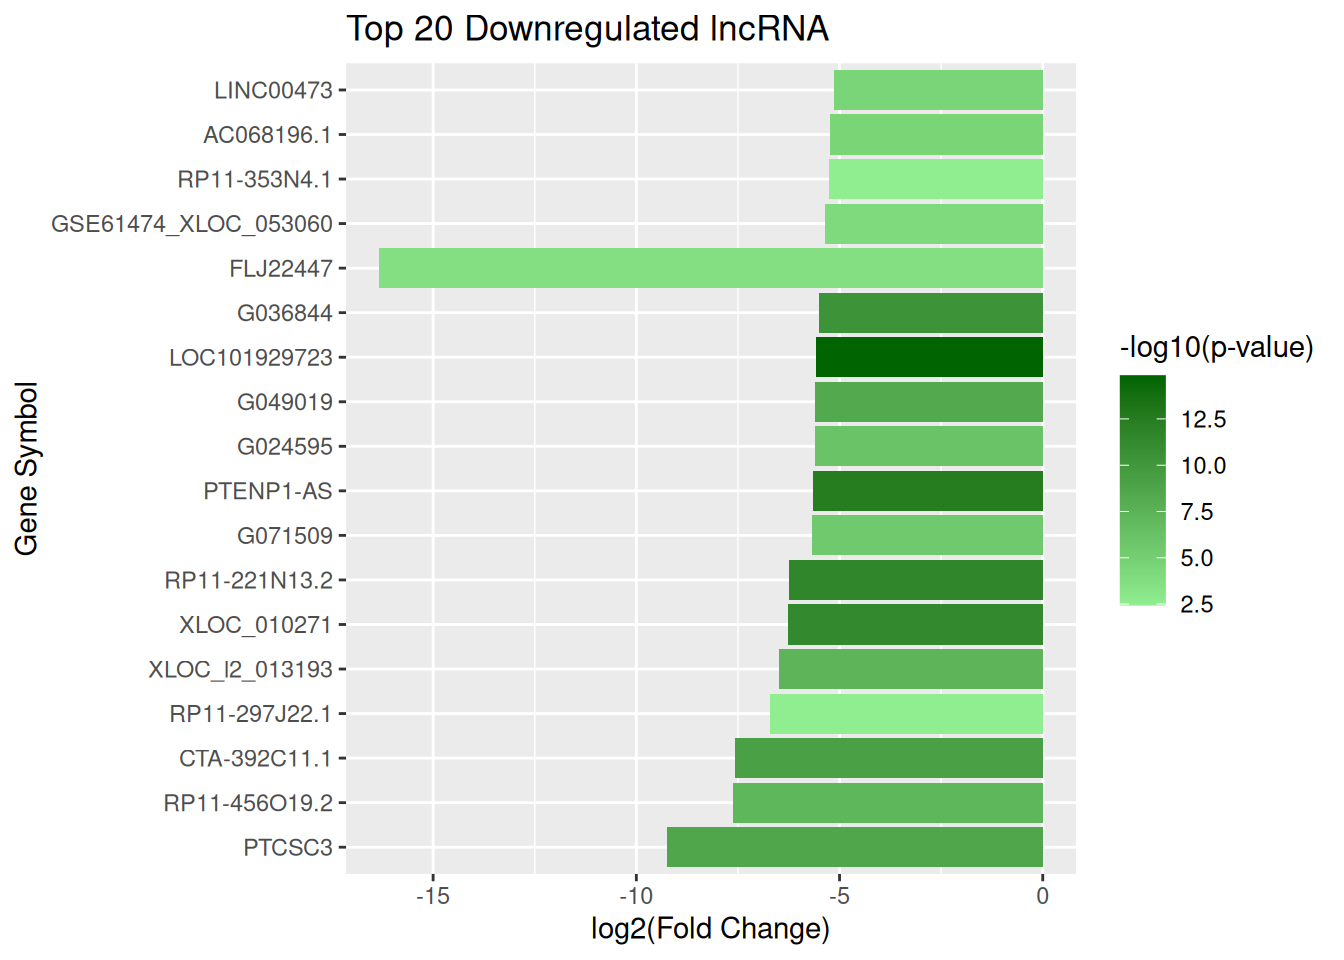 Top 20 Downregulated lncRNA
Gene Symbol
LINC00473
AC068196.1
RP11-353N4.1
GSE61474_XLOC_053060
FLJ22447
G036844
LOC101929723
G049019
G024595
PTENP1-AS
G071509
RP11-221N13.2
XLOC_010271
XLOC_l2_013193
RP11-297J22.1
CTA-392C11.1
RP11-456O19.2
PTCSC3
-15 -10 -5 0
log2(Fold Change)
-log10(p-value)
12.5
10.0
7.5
5.0
2.5